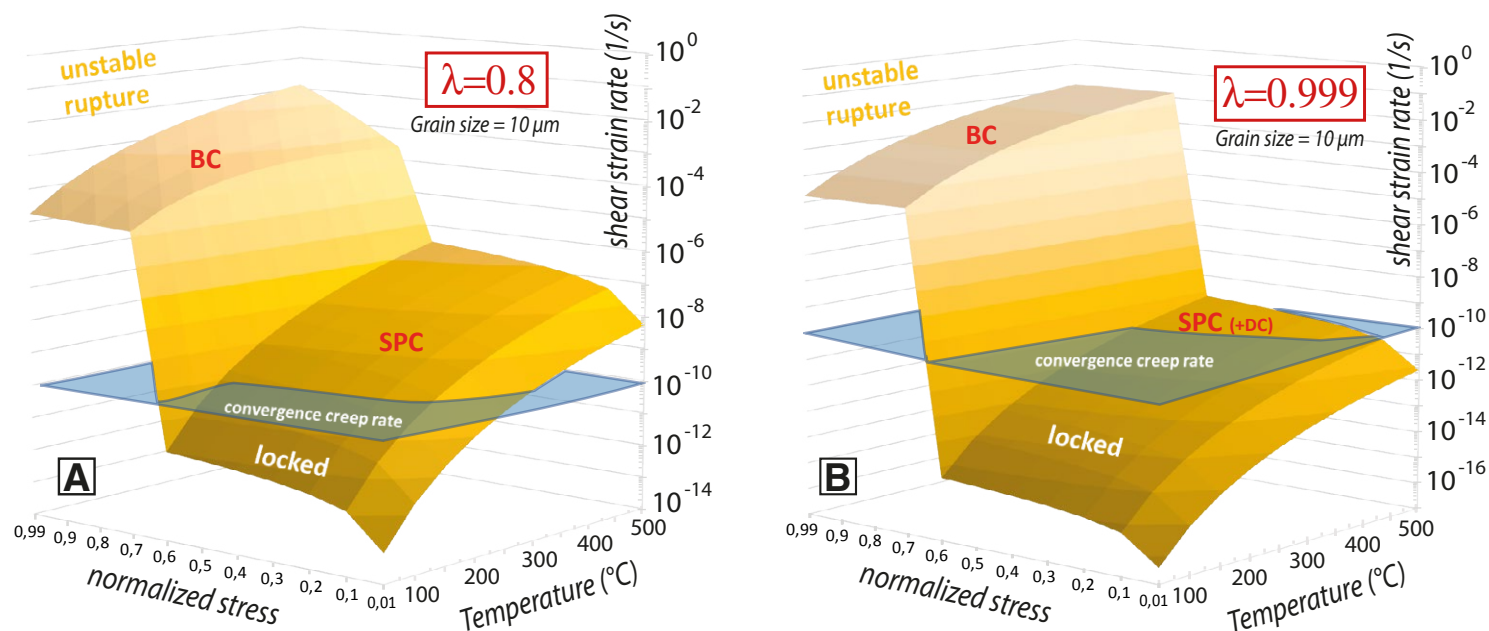 unstable
rupture
BC
λ=0.8
Grain size = 10 µm
SPC
convergence creep rate
locked
A
shear strain rate (1/s)
10⁰
10⁻²
10⁻⁴
10⁻⁶
10⁻⁸
10⁻¹⁰
10⁻¹²
10⁻¹⁴
0,99
0,9
0,8
0,7
0,6
0,5
0,4
0,3
0,2
0,1
0,01
normalized stress
100
200
300
400
500
Temperature (°C)
unstable
rupture
BC
λ=0.999
Grain size = 10 µm
SPC (+DC)
convergence creep rate
locked
B
shear strain rate (1/s)
10⁰
10⁻²
10⁻⁴
10⁻⁶
10⁻⁸
10⁻¹⁰
10⁻¹²
10⁻¹⁴
10⁻¹⁶
0,99
0,9
0,8
0,7
0,6
0,5
0,4
0,3
0,2
0,1
0,01
normalized stress
100
200
300
400
500
Temperature (°C)